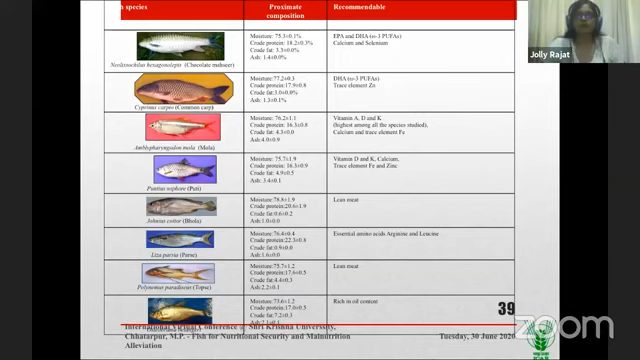 h species
Proximate
composition
Recommendable
Neolissochilus hexagonolepis (Chocolate mahseer)
Moisture: 75.3±0.1%
Crude protein: 18.2±0.3%
Crude fat: 3.3±0.0%
Ash: 1.4±0.0%
EPA and DHA (ω-3 PUFAs)
Calcium and Selenium
Cyprinus carpio (Common carp)
Moisture:77.2±0.3
Crude protein:17.9±0.8
Crude fat:3.0±0.8%
Ash: 1.3±0.1%
DHA (ω-3 PUFAs)
Trace element Zn
Amblypharyngodon mola (Mola)
Moisture: 76.2±1.1
Crude protein: 16.3±0.8
Crude fat: 4.3±0.0
Ash:4.0±0.9
Vitamin A, D and K
(highest among all the species studied),
Calcium and trace element Fe
Puntius sophore (Puti)
Moisture: 75.7±1.9
Crude protein: 16.3±0.9
Crude fat: 4.9±0.5
Ash: 3.4±0.1
Vitamin D and K, Calcium,
Trace element Fe and Zinc
Johnius coitor (Bhola)
Moisture: 78.8±1.9
Crude protein:20.6±1.9
Crude fat:0.6±0.2
Ash:1.0±0.0
Lean meat
Liza parsia (Parse)
Moisture:76.4±0.4
Crude protein:22.3±0.8
Crude fat:0.9±0.0
Ash:1.6±0.0
Essential amino acids Arginine and Leucine
Polynomus paradiseus (Topse)
Moisture: 75.7±1.2
Crude protein:17.6±0.5
Crude fat:4.4±0.3
Ash:2.2±0.1
Lean meat
Moisture:73.6±1.2
Crude protein:17.0±0.5
Crude fat:7.2±0.3
Ash:2.1±0.1
Rich in oil content
39
International Virtual Conference @ Shri Krishna University,
Chhatarpur, M.P. - Fish for Nutritional Security and Malnutrition
Alleviation
Tuesday, 30 June 2020
zoom
Jolly Rajat